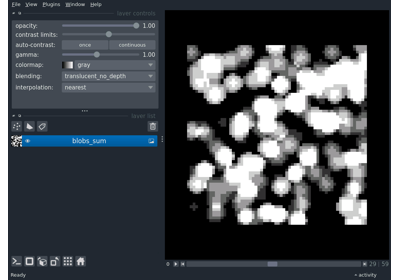 File View Plugins Window Help
layer controls
opacity: 1.00
contrast limits:
auto-contrast: once continuous
gamma: 1.00
colormap: gray
blending: translucent_no_depth
interpolation: nearest
layer list
blobs_sum
29 59
Ready
activity